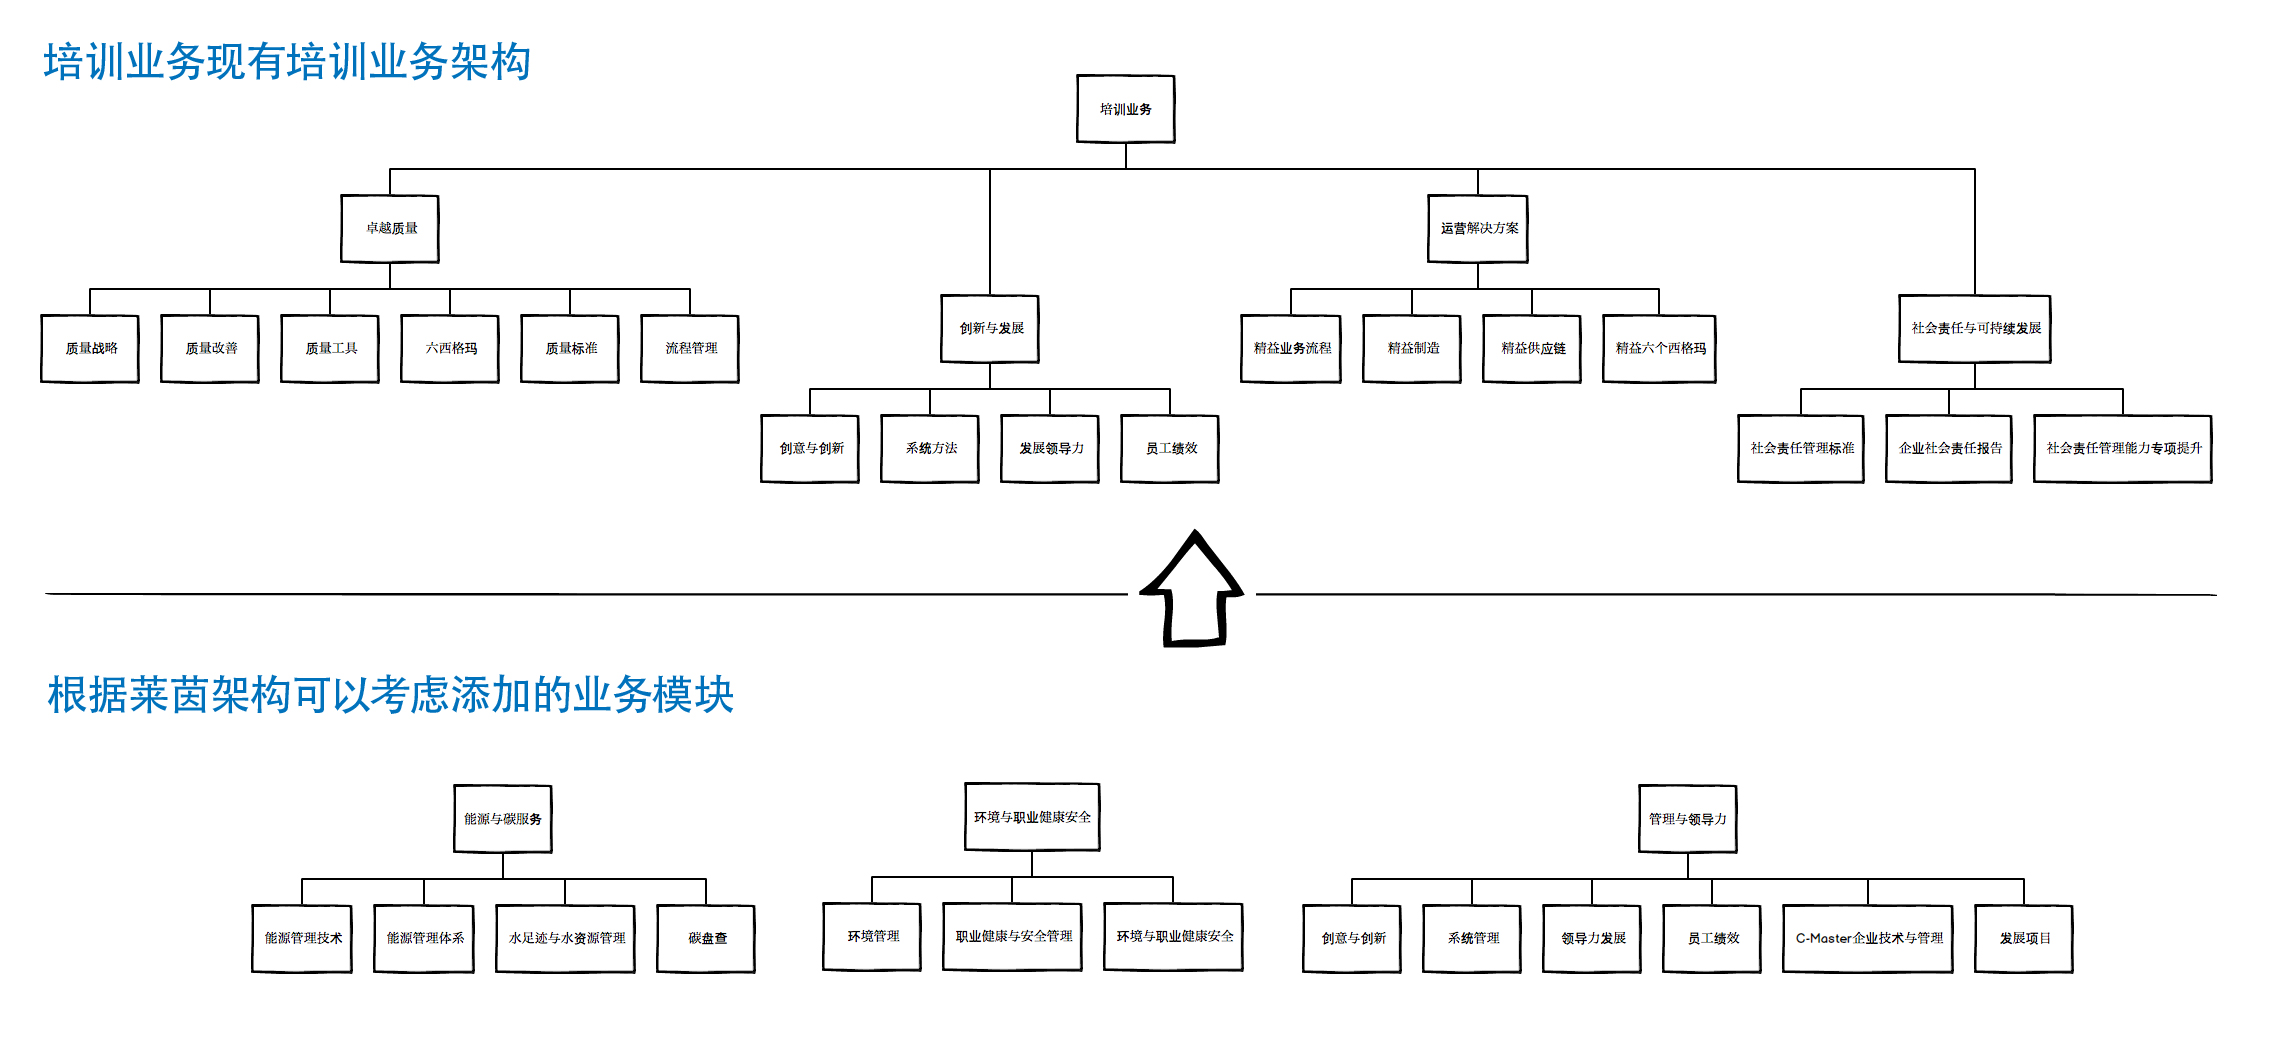 培训业务现有培训业务架构
培训业务
卓越质量
运营解决方案
创新与发展
社会责任与可持续发展
质量战略
质量改善
质量工具
六西格玛
质量标准
流程管理
精益业务流程
精益制造
精益供应链
精益六个西格玛
创意与创新
系统方法
发展领导力
员工绩效
社会责任管理标准
企业社会责任报告
社会责任管理能力专项提升
根据莱茵架构可以考虑添加的业务模块
能源与碳服务
环境与职业健康安全
管理与领导力
能源管理技术
能源管理体系
水足迹与水资源管理
碳盘查
环境管理
职业健康与安全管理
环境与职业健康安全
创意与创新
系统管理
领导力发展
员工绩效
C-Master企业技术与管理
发展项目